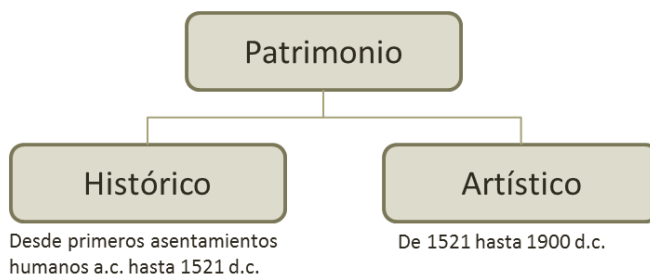 Patrimonio
Histórico
Artístico
Desde primeros asentamientos
humanos a.c. hasta 1521 d.c.
De 1521 hasta 1900 d.c.